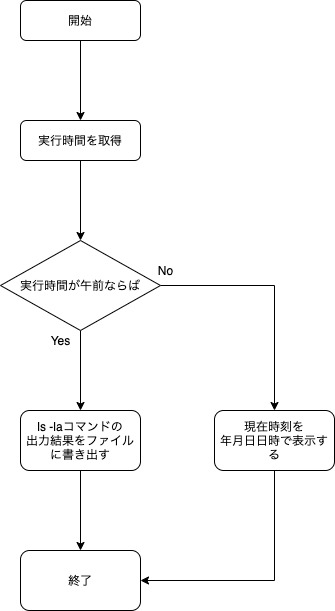 開始
実行時間を取得
実行時間が午前ならば
No
Yes
ls -laコマンドの
出力結果をファイル
に書き出す
現在時刻を
年月日日時で表示す
る
終了